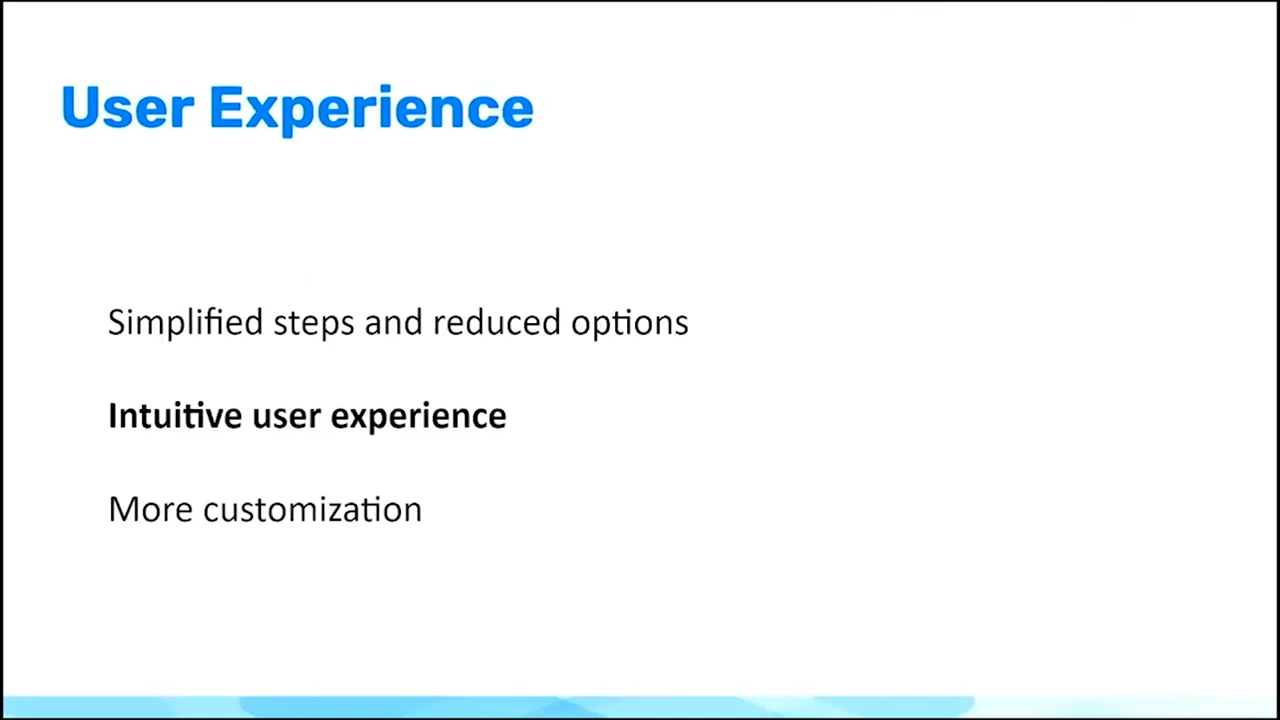 User Experience
Simplified steps and reduced options
Intuitive user experience
More customization